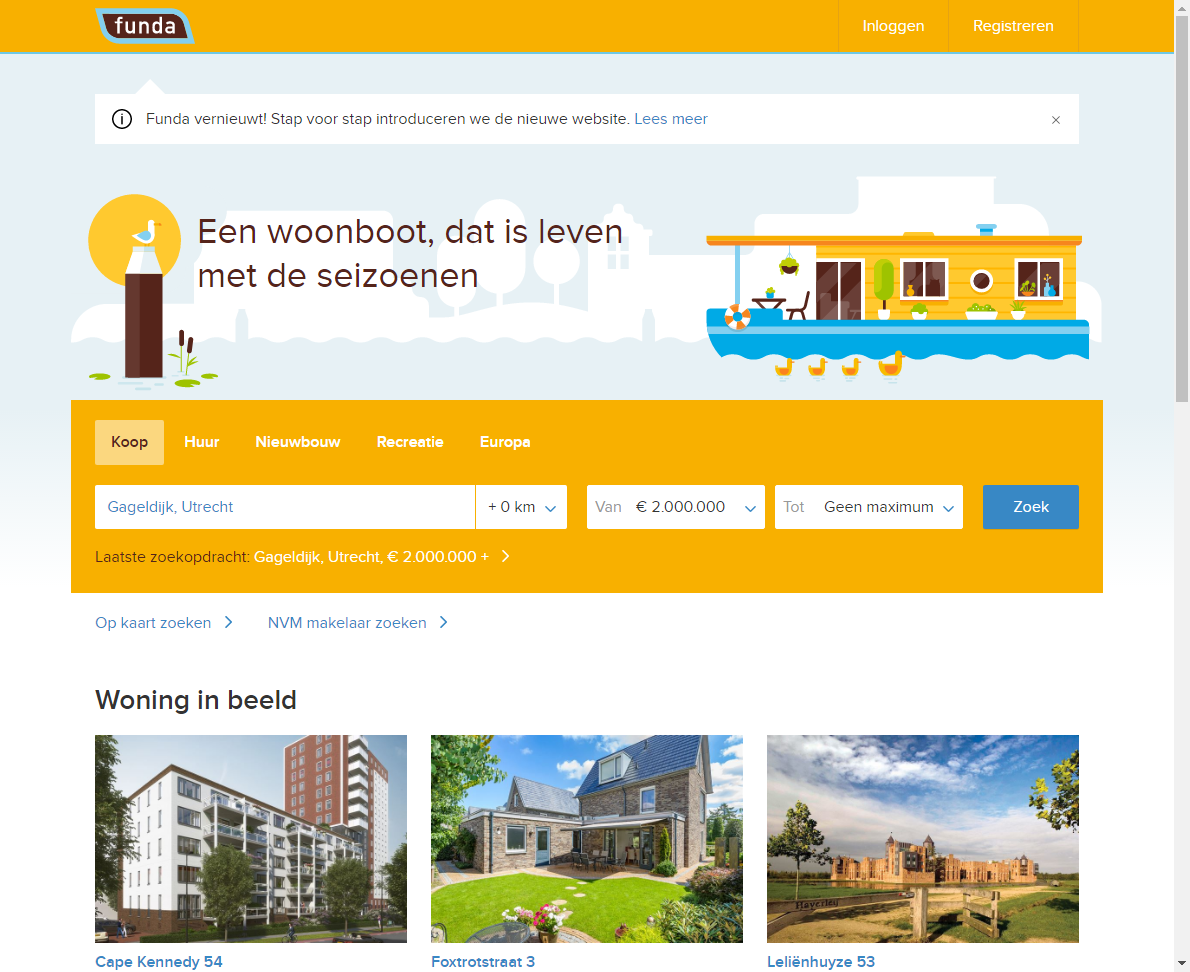 funda
Inloggen
Registreren
Funda vernieuwt! Stap voor stap introduceren we de nieuwe website. Lees meer
Een woonboot, dat is leven
met de seizoenen
Koop
Huur
Nieuwbouw
Recreatie
Europa
Gageldijk, Utrecht
+ 0 km
Van € 2.000.000
Tot Geen maximum
Zoek
Laatste zoekopdracht: Gageldijk, Utrecht, € 2.000.000 +
Op kaart zoeken
NVM makelaar zoeken
Woning in beeld
Haverley
Cape Kennedy 54
Foxtrotstraat 3
Leliënhuyze 53